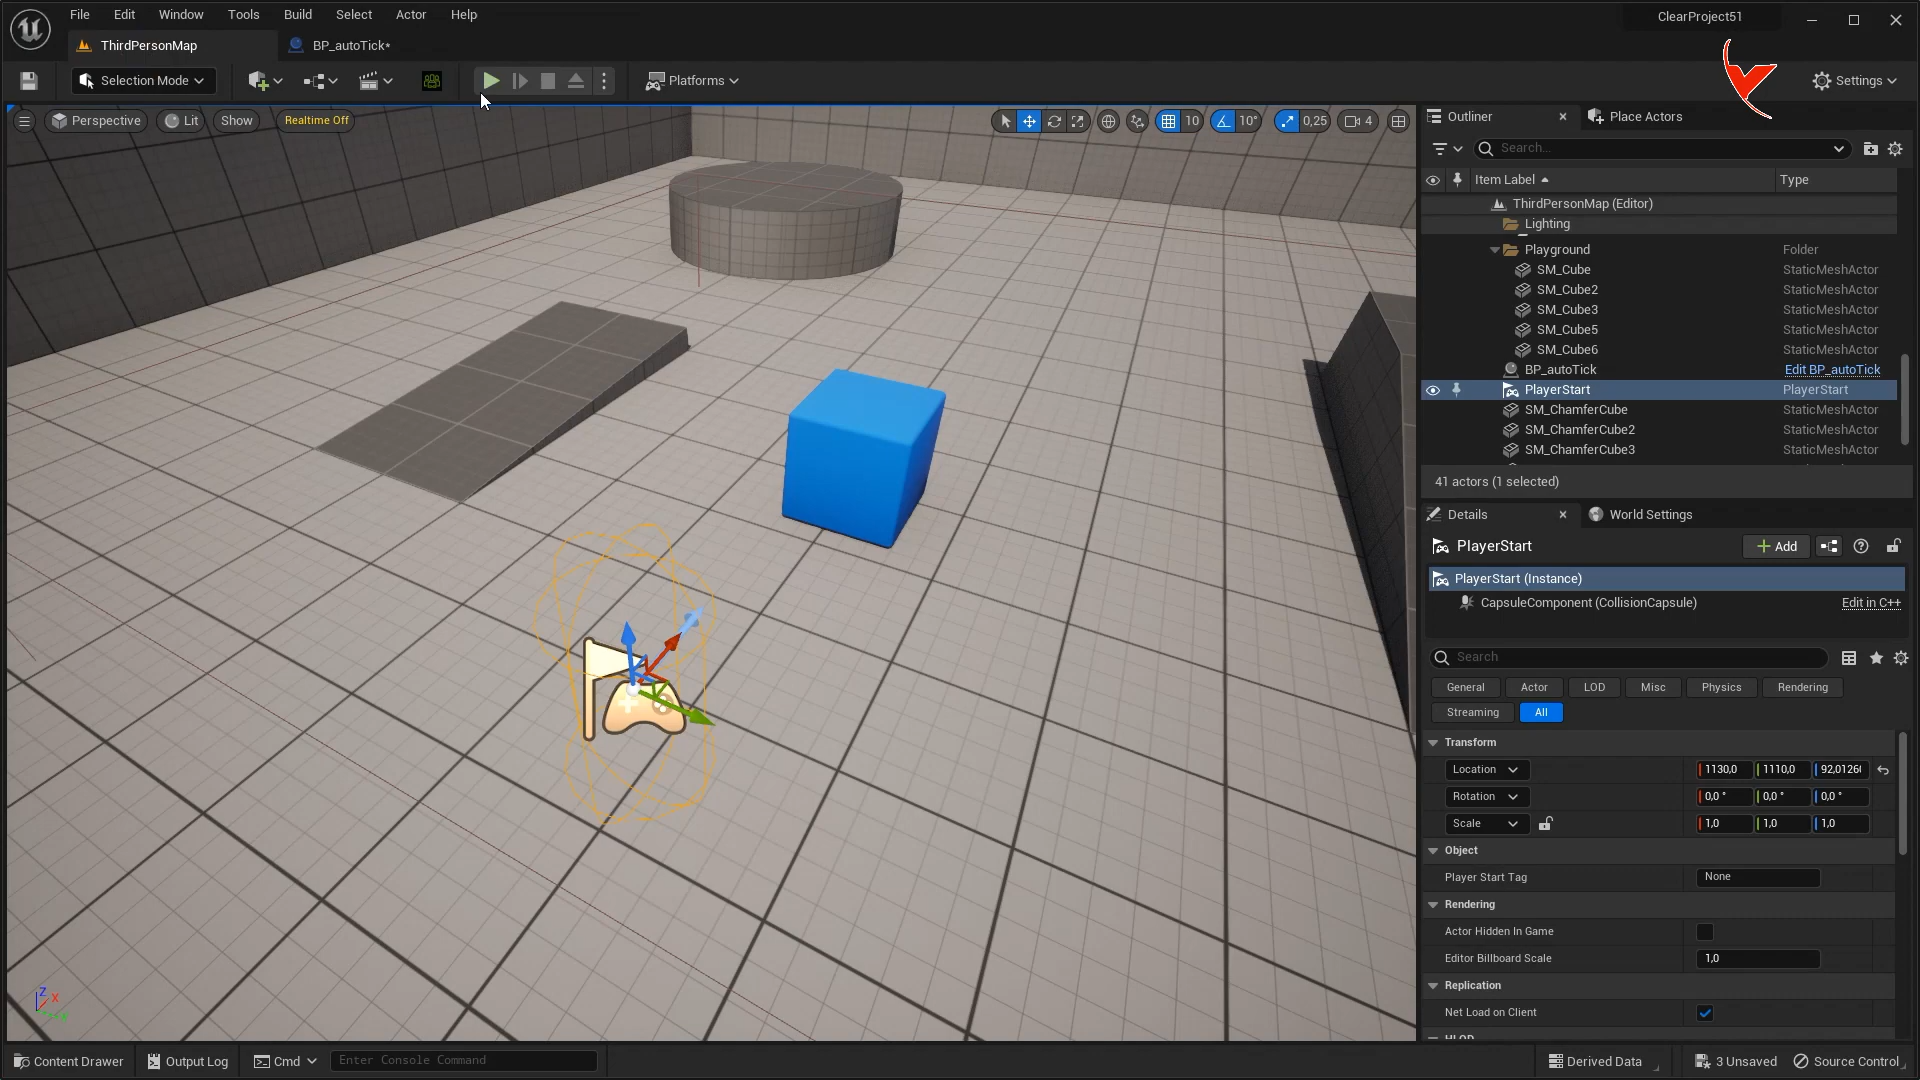 File Edit Window Tools Build Select Actor Help
ClearProject51
ThirdPersonMap
BP_autoTick*
Selection Mode
Platforms
Settings
Perspective
Lit
Show
Realtime Off
10
10°
0,25
4
Outliner
Place Actors
Search...
Item Label
Type
ThirdPersonMap (Editor)
Lighting
Playground Folder
SM_Cube StaticMeshActor
SM_Cube2 StaticMeshActor
SM_Cube3 StaticMeshActor
SM_Cube5 StaticMeshActor
SM_Cube6 StaticMeshActor
BP_autoTick Edit BP_autoTick
PlayerStart PlayerStart
SM_ChamferCube StaticMeshActor
SM_ChamferCube2 StaticMeshActor
SM_ChamferCube3 StaticMeshActor
41 actors (1 selected)
Details
World Settings
PlayerStart
Add
PlayerStart (Instance)
CapsuleComponent (CollisionCapsule) Edit in C++
Search
General Actor LOD Misc Physics Rendering
Streaming All
Transform
Location 1130,0 1110,0 92,0126
Rotation 0,0 ° 0,0 ° 0,0 °
Scale 1,0 1,0 1,0
Object
Player Start Tag None
Rendering
Actor Hidden In Game
Editor Billboard Scale 1,0
Replication
Net Load on Client
HLOD
Z
X
Content Drawer
Output Log
Cmd
Enter Console Command
Derived Data
3 Unsaved
Source Control